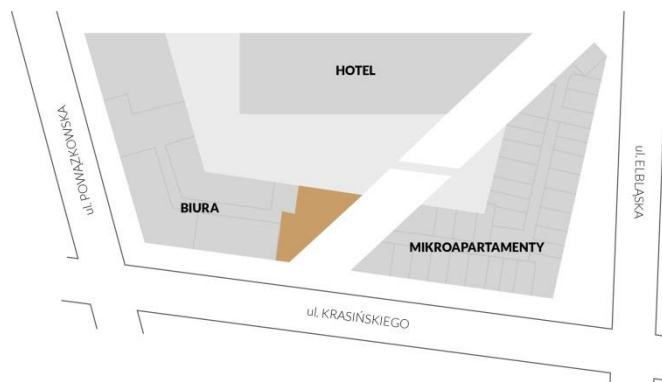 HOTEL
ul. POWĄZKOWSKA
ul. ELBLĄSKA
BIURA
MIKROAPARTAMENTY
ul. KRASIŃSKIEGO